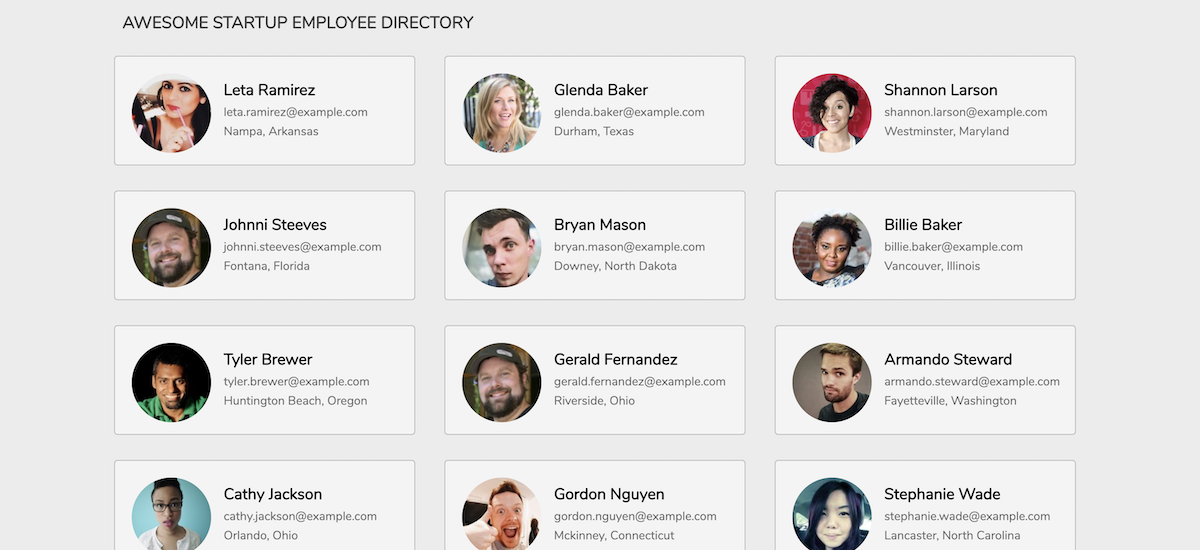 AWESOME STARTUP EMPLOYEE DIRECTORY
Leta Ramirez
leta.ramirez@example.com
Nampa, Arkansas
Glenda Baker
glenda.baker@example.com
Durham, Texas
Shannon Larson
shannon.larson@example.com
Westminster, Maryland
Johnni Steeves
johnni.steeves@example.com
Fontana, Florida
Bryan Mason
bryan.mason@example.com
Downey, North Dakota
Billie Baker
billie.baker@example.com
Vancouver, Illinois
Tyler Brewer
tyler.brewer@example.com
Huntington Beach, Oregon
Gerald Fernandez
gerald.fernandez@example.com
Riverside, Ohio
Armando Steward
armando.steward@example.com
Fayetteville, Washington
Cathy Jackson
cathy.jackson@example.com
Orlando, Ohio
Gordon Nguyen
gordon.nguyen@example.com
Mckinney, Connecticut
Stephanie Wade
stephanie.wade@example.com
Lancaster, North Carolina